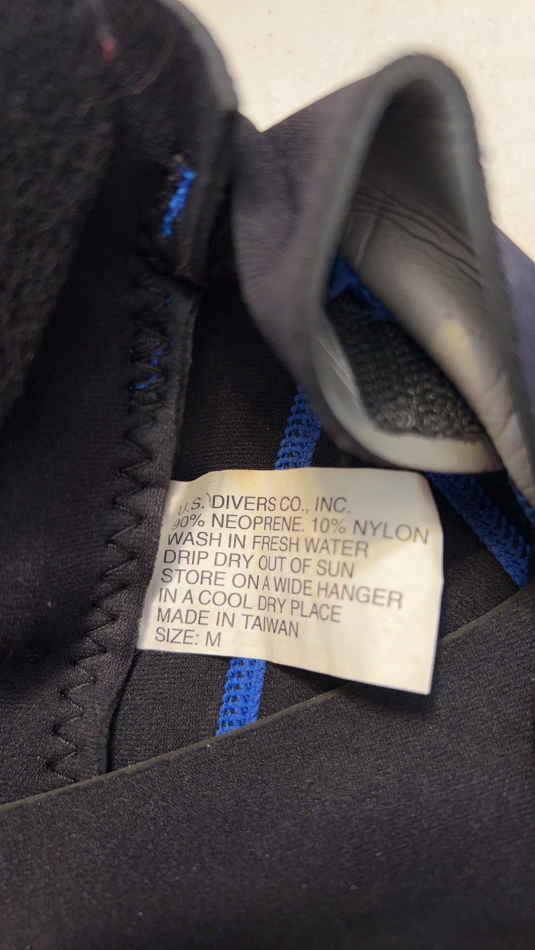 U.S. DIVERS CO., INC.
90% NEOPRENE. 10% NYLON
WASH IN FRESH WATER
DRIP DRY OUT OF SUN
STORE ON A WIDE HANGER
IN A COOL DRY PLACE
MADE IN TAIWAN
SIZE: M